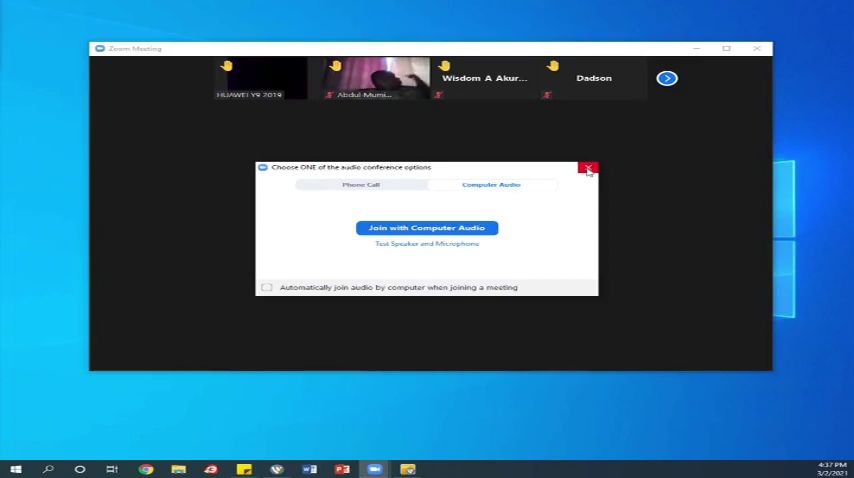 Zoom Meeting
HUAWEI Y9 2019
Abdul-Mumi...
Wisdom A Akur...
Dadson
Choose ONE of the audio conference options
Phone Call
Computer Audio
Join with Computer Audio
Test Speaker and Microphone
Automatically join audio by computer when joining a meeting
4:37 PM
3/2/2021